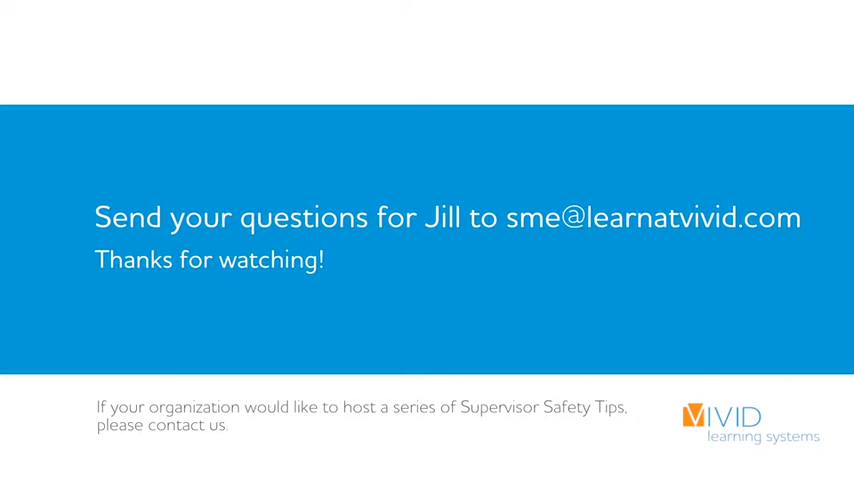 Send your questions for Jill to sme@learnatvivid.com
Thanks for watching!
If your organization would like to host a series of Supervisor Safety Tips,
please contact us.
VIVID
learning systems